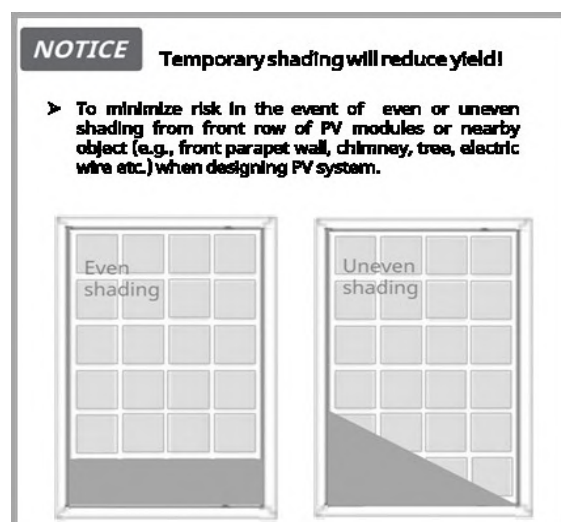 NOTICE Temporary shading will reduce yield!
➢ To minimize risk in the event of even or uneven
shading from front row of PV modules or nearby
object (e.g., front parapet wall, chimney, tree, electric
wire etc.) when designing PV system.
Even
shading
Uneven
shading